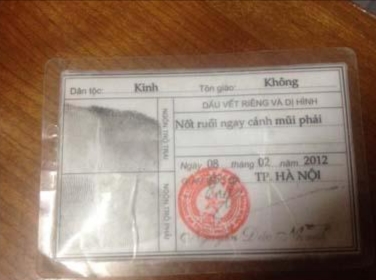 Dân tộc: Kinh Tôn giáo: Không
DẤU VẾT RIÊNG VÀ DỊ HÌNH
NGÓN TRỎ TRÁI
Nốt ruồi ngay cánh mũi phải
Ngày 08 tháng 02 năm 2012
TP. HÀ NỘI
NGÓN TRỎ PHẢI